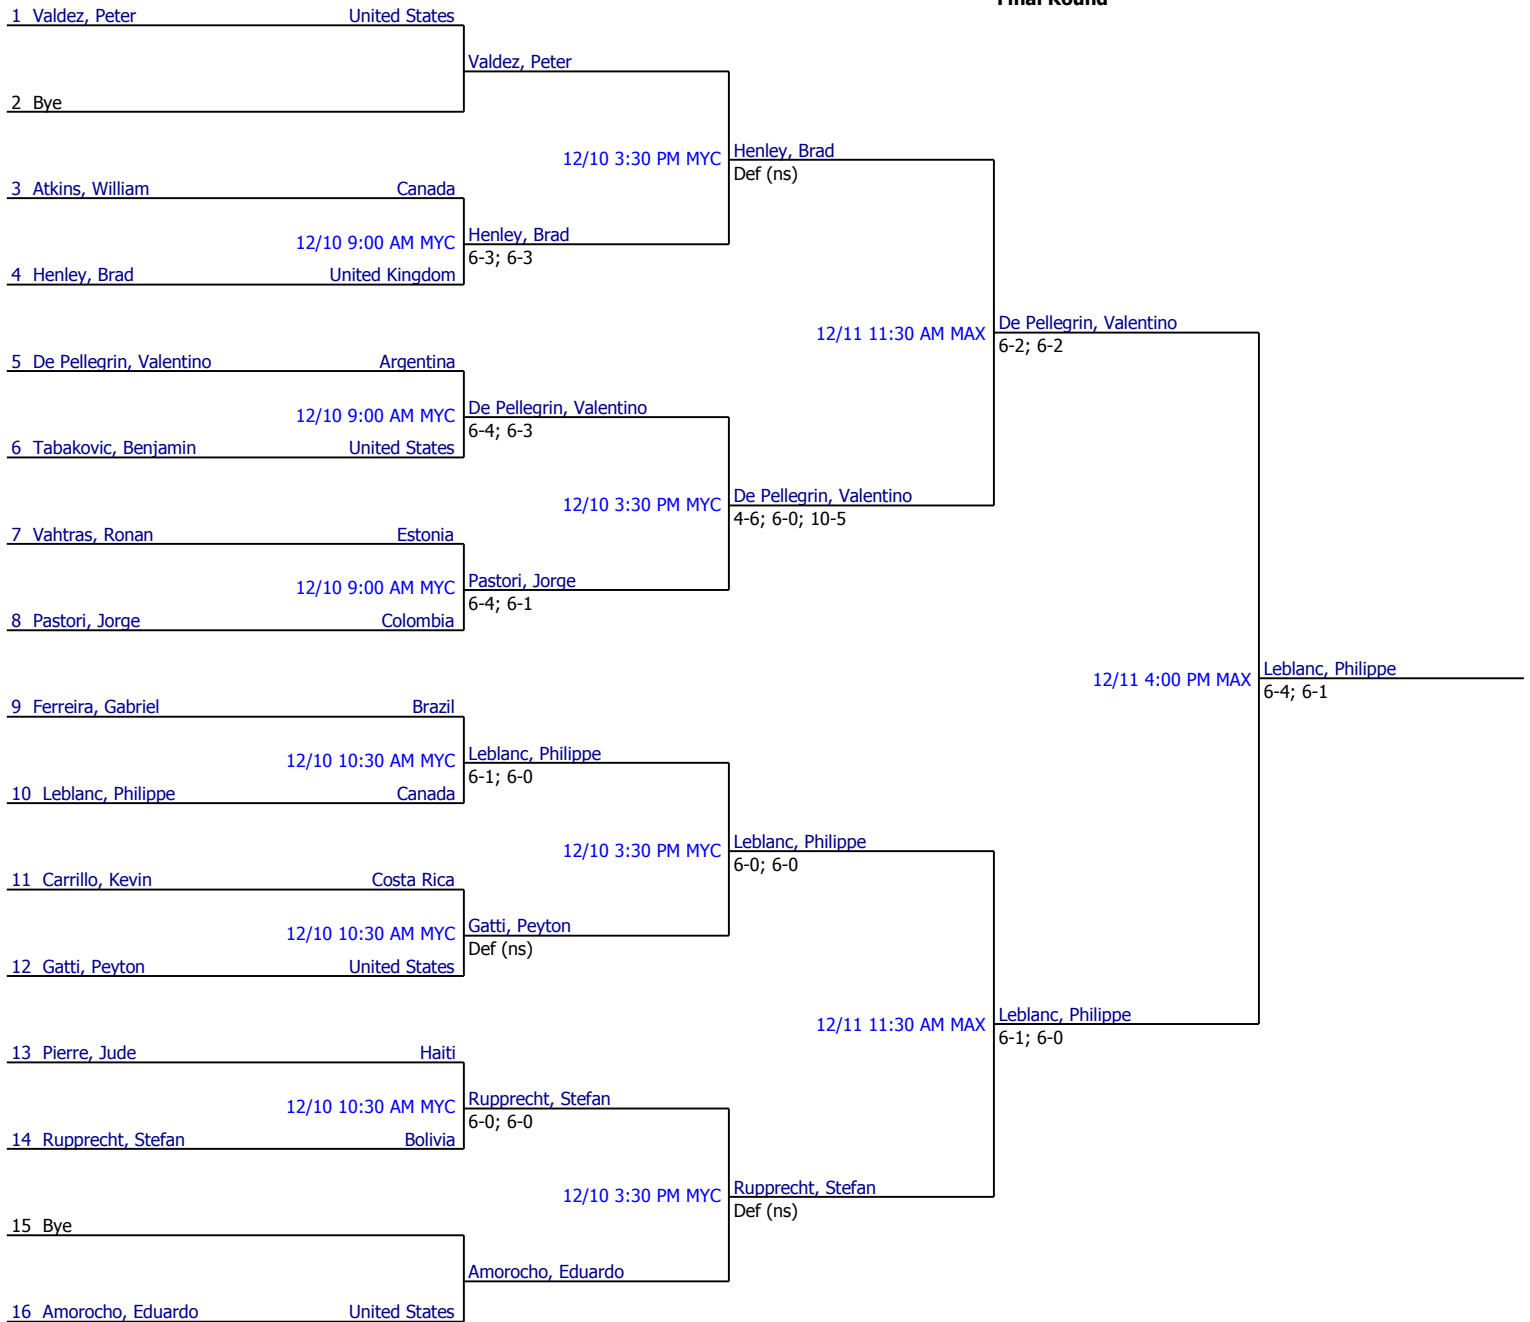 Final Round
1 Valdez, Peter United States
Valdez, Peter
2 Bye
12/10 3:30 PM MYC Henley, Brad
Def (ns)
3 Atkins, William Canada
12/10 9:00 AM MYC Henley, Brad
6-3; 6-3
4 Henley, Brad United Kingdom
12/11 11:30 AM MAX De Pellegrin, Valentino
6-2; 6-2
5 De Pellegrin, Valentino Argentina
12/10 9:00 AM MYC De Pellegrin, Valentino
6-4; 6-3
6 Tabakovic, Benjamin United States
12/10 3:30 PM MYC De Pellegrin, Valentino
4-6; 6-0; 10-5
7 Vahtras, Ronan Estonia
12/10 9:00 AM MYC Pastori, Jorge
6-4; 6-1
8 Pastori, Jorge Colombia
12/11 4:00 PM MAX Leblanc, Philippe
6-4; 6-1
9 Ferreira, Gabriel Brazil
12/10 10:30 AM MYC Leblanc, Philippe
6-1; 6-0
10 Leblanc, Philippe Canada
12/10 3:30 PM MYC Leblanc, Philippe
6-0; 6-0
11 Carrillo, Kevin Costa Rica
12/10 10:30 AM MYC Gatti, Peyton
Def (ns)
12 Gatti, Peyton United States
12/11 11:30 AM MAX Leblanc, Philippe
6-1; 6-0
13 Pierre, Jude Haiti
12/10 10:30 AM MYC Rupprecht, Stefan
6-0; 6-0
14 Rupprecht, Stefan Bolivia
12/10 3:30 PM MYC Rupprecht, Stefan
Def (ns)
15 Bye
Amorocho, Eduardo
16 Amorocho, Eduardo United States